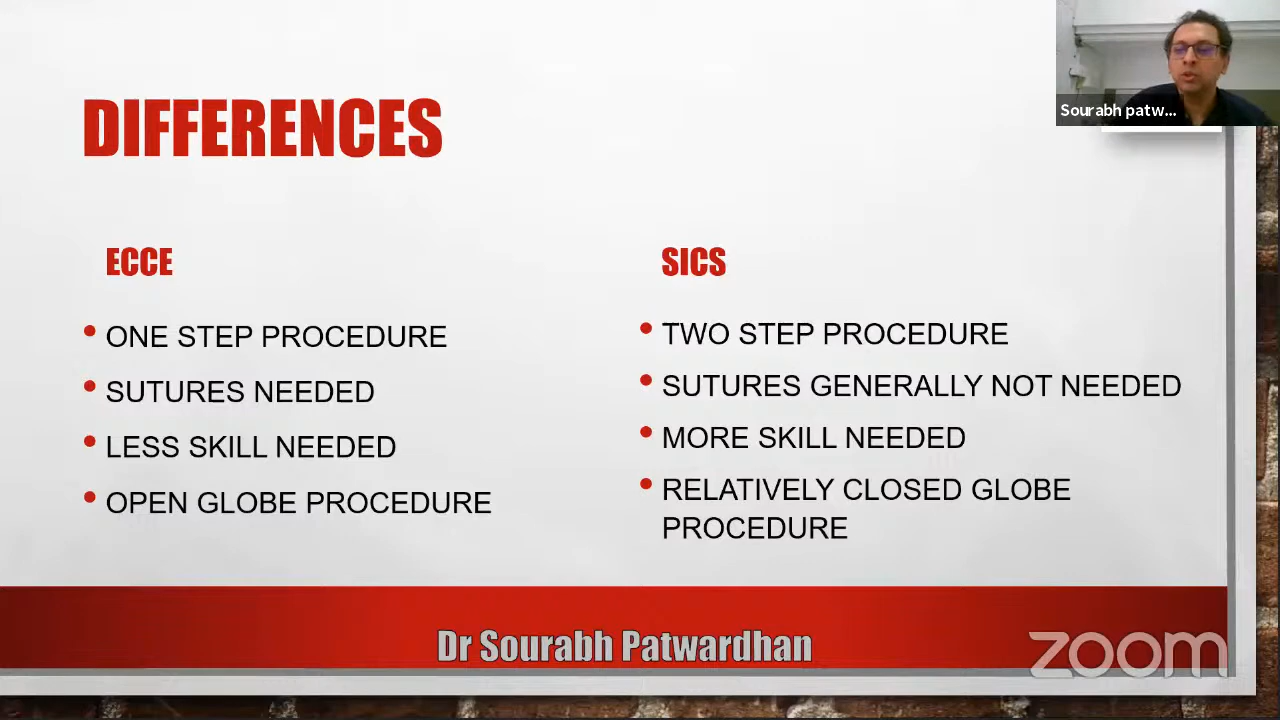 Sourabh patw...
DIFFERENCES
ECCE
• ONE STEP PROCEDURE
• SUTURES NEEDED
• LESS SKILL NEEDED
• OPEN GLOBE PROCEDURE
SICS
• TWO STEP PROCEDURE
• SUTURES GENERALLY NOT NEEDED
• MORE SKILL NEEDED
• RELATIVELY CLOSED GLOBE
PROCEDURE
Dr Sourabh Patwardhan
zoom